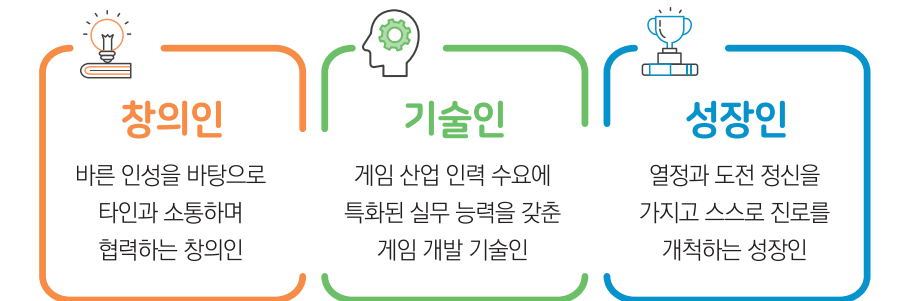 창의인
바른 인성을 바탕으로
타인과 소통하며
협력하는 창의인
기술인
게임 산업 인력 수요에
특화된 실무 능력을 갖춘
게임 개발 기술인
성장인
열정과 도전 정신을
가지고 스스로 진로를
개척하는 성장인